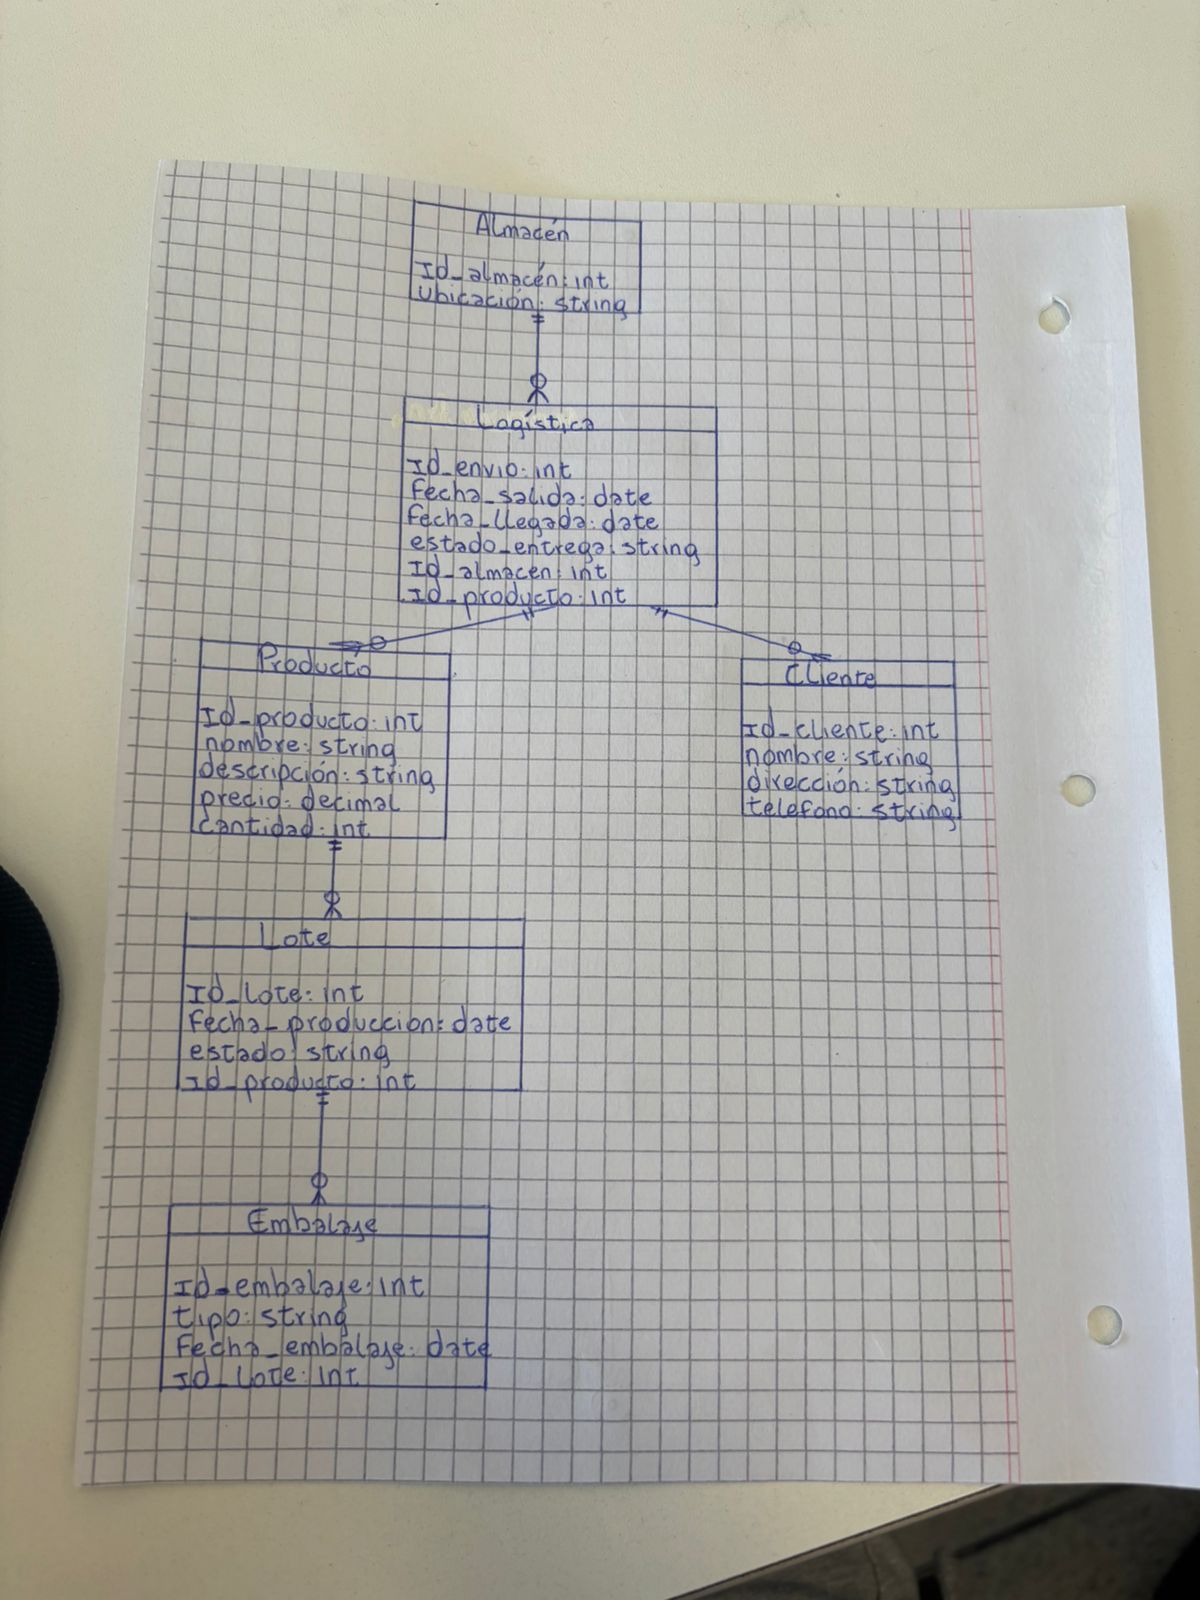 Almacén
Id_almacén: int
ubicación: string
Logística
Id_envio: int
fecha_salida: date
fecha_llegada: date
estado_entrega: string
Id_almacen: int
Id_producto: int
Producto
Id_producto: int
nombre: string
descripción: string
precio: decimal
cantidad: int
Cliente
Id_cliente: int
nombre: string
dirección: string
teléfono: string
Lote
Id_Lote: int
fecha_produccion: date
estado: string
Id_producto: int
Embalaje
Id_embalaje: int
tipo: string
Fecha_embalaje: date
Id_Lote: int